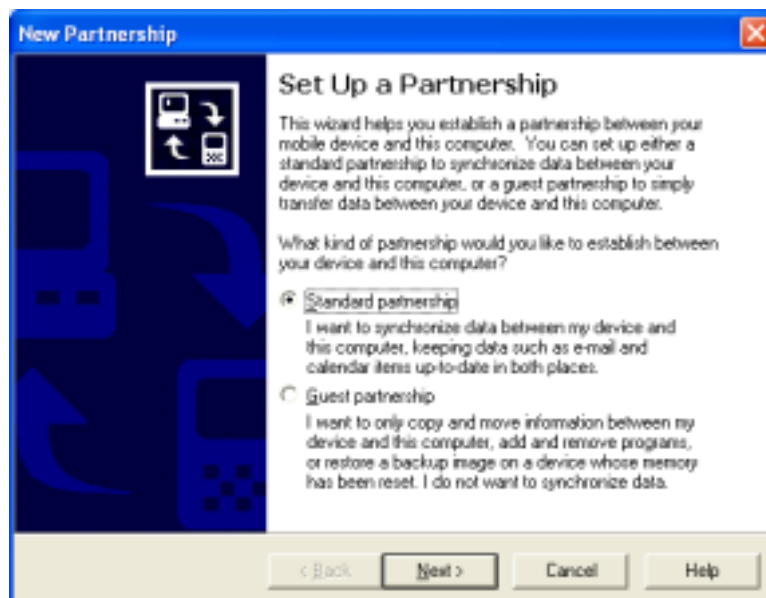 New Partnership
Set Up a Partnership
This wizard helps you establish a partnership between your
mobile device and this computer. You can set up either a
standard partnership to synchronize data between your
device and this computer, or a guest partnership to simply
transfer data between your device and this computer.
What kind of partnership would you like to establish between
your device and this computer?
Standard partnership
I want to synchronize data between my device and
this computer, keeping data such as e-mail and
calendar items up-to-date in both places.
Guest partnership
I want to only copy and move information between my
device and this computer, add and remove programs,
or restore a backup image on a device whose memory
has been reset. I do not want to synchronize data.
< Back
Next >
Cancel
Help